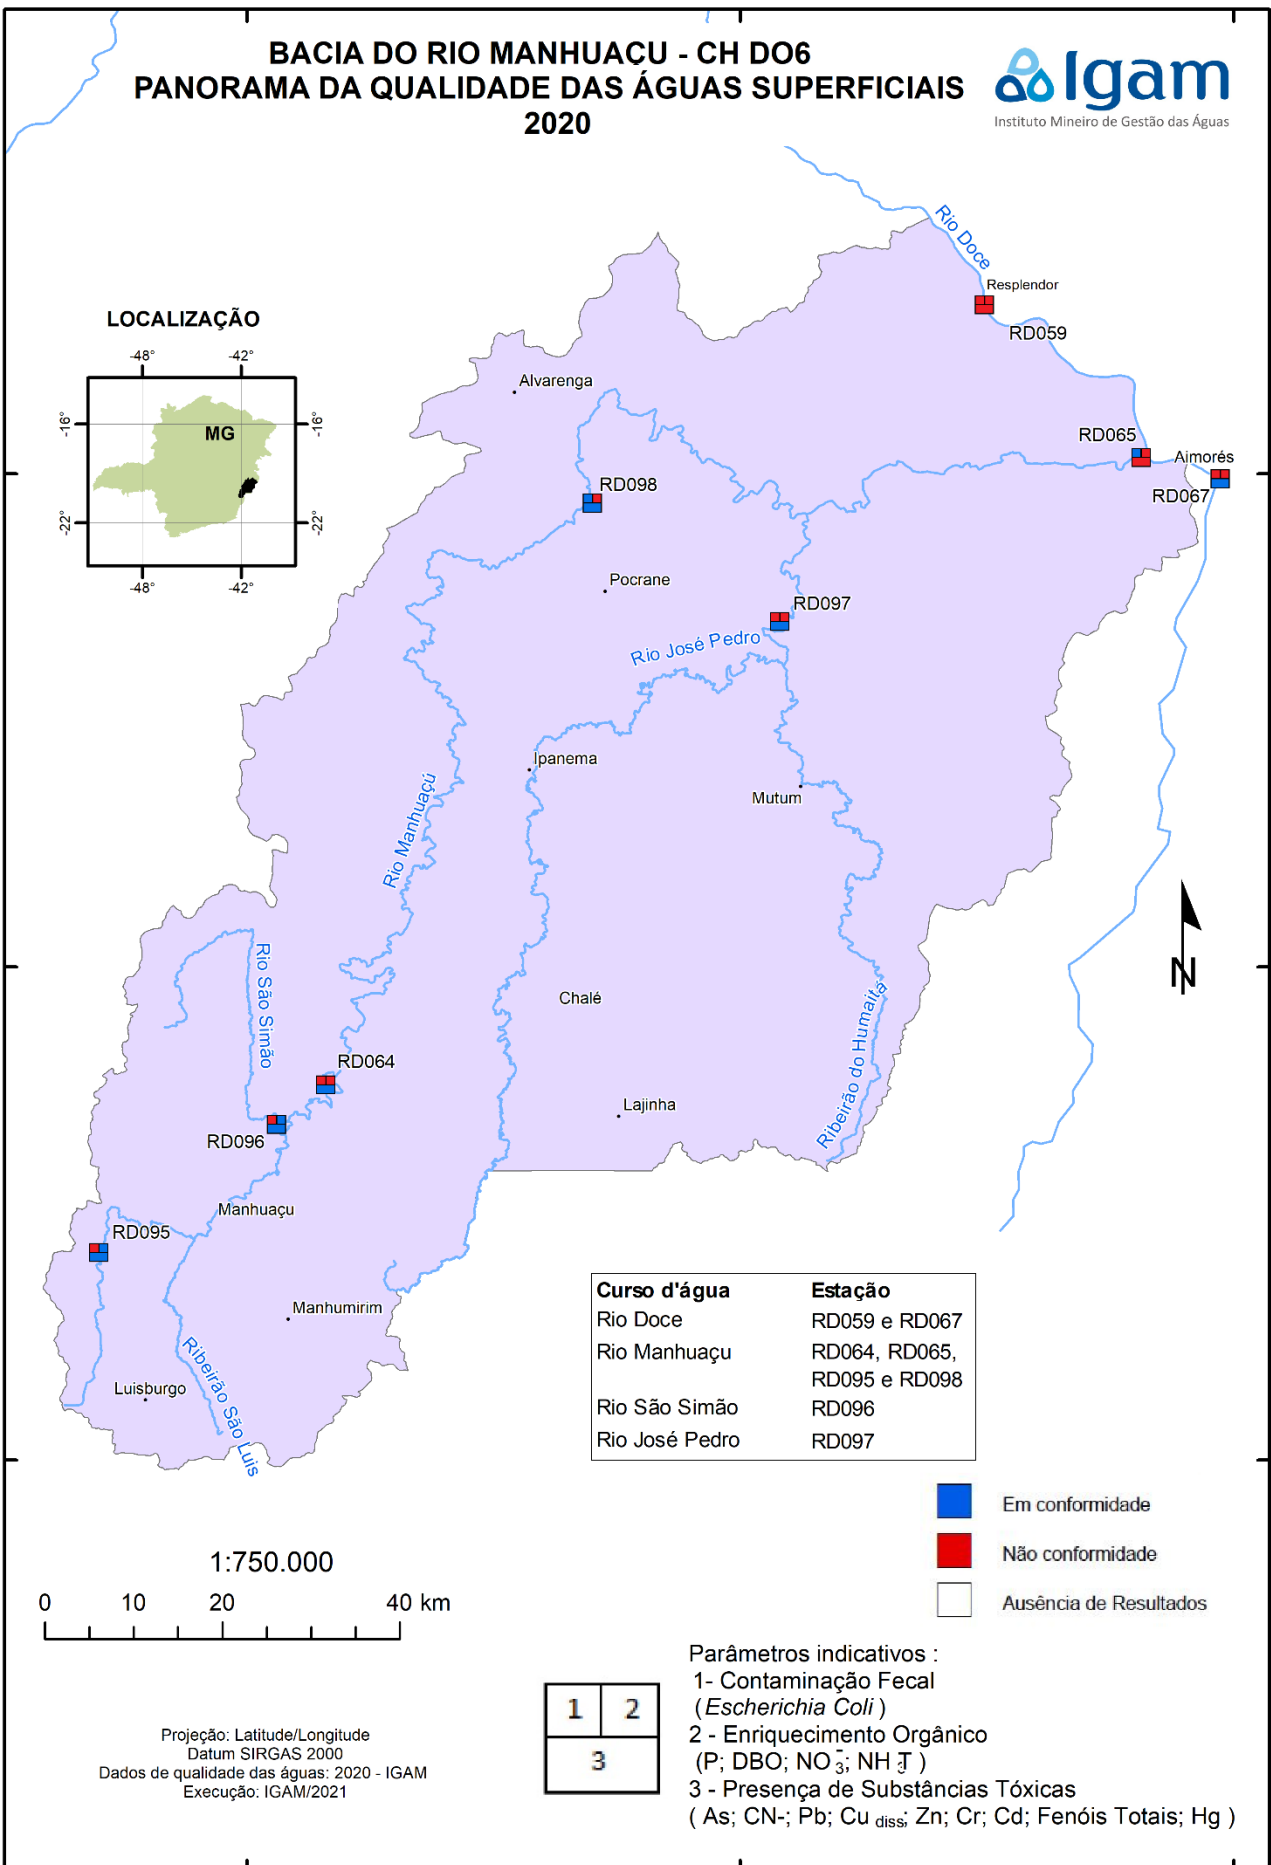 BACIA DO RIO MANHUAÇU - CH DO6
PANORAMA DA QUALIDADE DAS ÁGUAS SUPERFICIAIS
2020
Igam
Instituto Mineiro de Gestão das Águas
Rio Doce
Resplendor
RD059
LOCALIZAÇÃO
-48° -42°
-16° -16°
MG
-22° -22°
-48° -42°
Alvarenga
RD065
Aimorés
RD067
RD098
Pocrane
RD097
Rio José Pedro
Ipanema
Mutum
Rio Manhuaçú
Rio São Simão
Chalé
Ribeirão do Humaitá
N
RD064
Lajinha
RD096
Manhuaçu
RD095
Manhumirim
Luisburgo
Ribeirão São Luis
Curso d'água Estação
Rio Doce RD059 e RD067
Rio Manhuaçu RD064, RD065,
RD095 e RD098
Rio São Simão RD096
Rio José Pedro RD097
Em conformidade
Não conformidade
Ausência de Resultados
1:750.000
0 10 20 40 km
Projeção: Latitude/Longitude
Datum SIRGAS 2000
Dados de qualidade das águas: 2020 - IGAM
Execução: IGAM/2021
1 2
3
Parâmetros indicativos :
1- Contaminação Fecal
(Escherichia Coli )
2 - Enriquecimento Orgânico
(P; DBO; NO3-; NH3T )
3 - Presença de Substâncias Tóxicas
( As; CN-; Pb; Cu diss; Zn; Cr; Cd; Fenóis Totais; Hg )